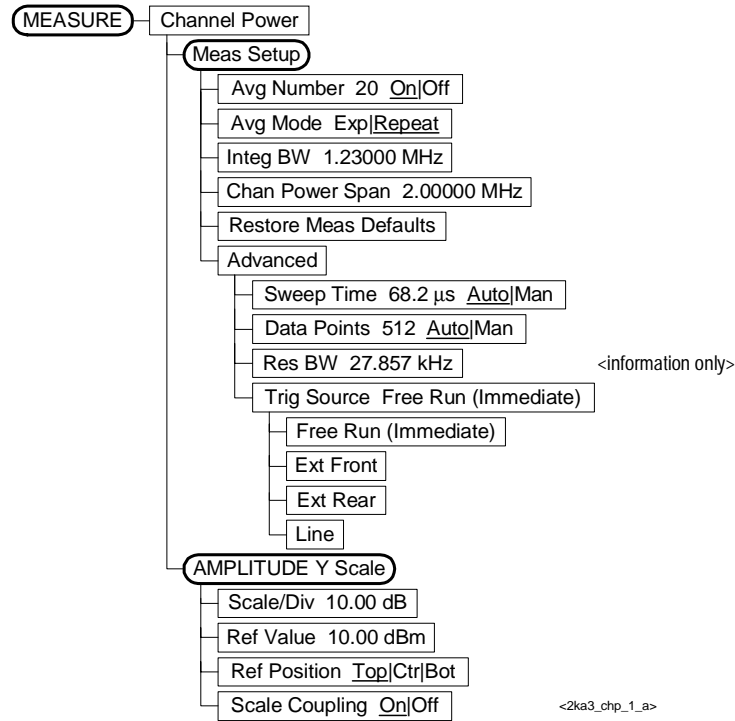 MEASURE Channel Power
Meas Setup
Avg Number 20 On|Off
Avg Mode Exp|Repeat
Integ BW 1.23000 MHz
Chan Power Span 2.00000 MHz
Restore Meas Defaults
Advanced
Sweep Time 68.2 μs Auto|Man
Data Points 512 Auto|Man
Res BW 27.857 kHz <information only>
Trig Source Free Run (Immediate)
Free Run (Immediate)
Ext Front
Ext Rear
Line
AMPLITUDE Y Scale
Scale/Div 10.00 dB
Ref Value 10.00 dBm
Ref Position Top|Ctr|Bot
Scale Coupling On|Off <2ka3_chp_1_a>